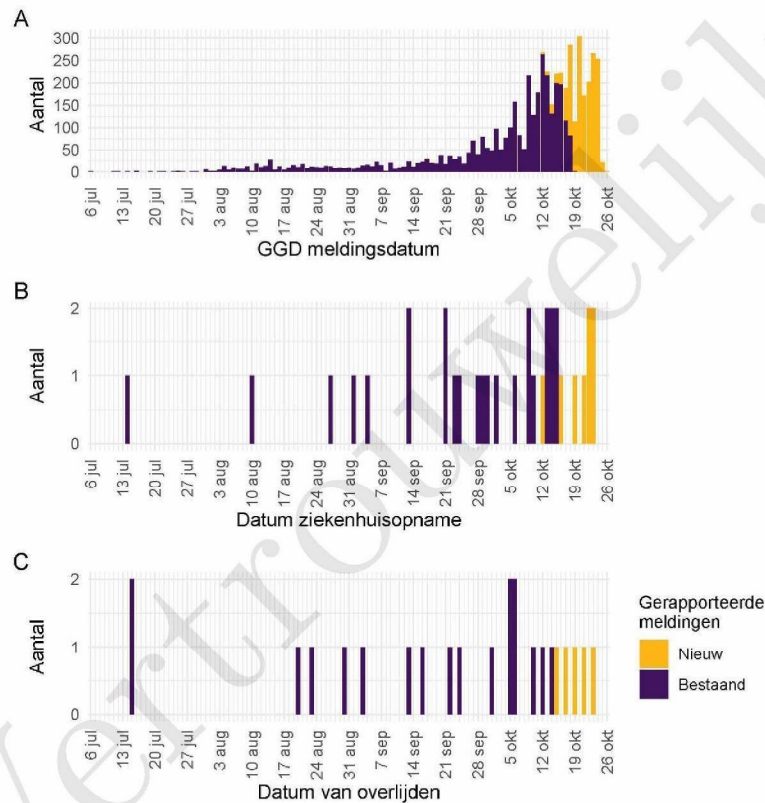 A
300
250
200
150
100
50
0
Aantal
6 jul
13 jul
20 jul
27 jul
3 aug
10 aug
17 aug
24 aug
31 aug
7 sep
14 sep
21 sep
28 sep
5 okt
12 okt
19 okt
26 okt
GGD meldingsdatum
B
2
1
0
Aantal
6 jul
13 jul
20 jul
27 jul
3 aug
10 aug
17 aug
24 aug
31 aug
7 sep
14 sep
21 sep
28 sep
5 okt
12 okt
19 okt
26 okt
Datum ziekenhuisopname
C
2
1
0
Aantal
6 jul
13 jul
20 jul
27 jul
3 aug
10 aug
17 aug
24 aug
31 aug
7 sep
14 sep
21 sep
28 sep
5 okt
12 okt
19 okt
26 okt
Datum van overlijden
Gerapporteerde
meldingen
Nieuw
Bestaand
Vertrouwelijk